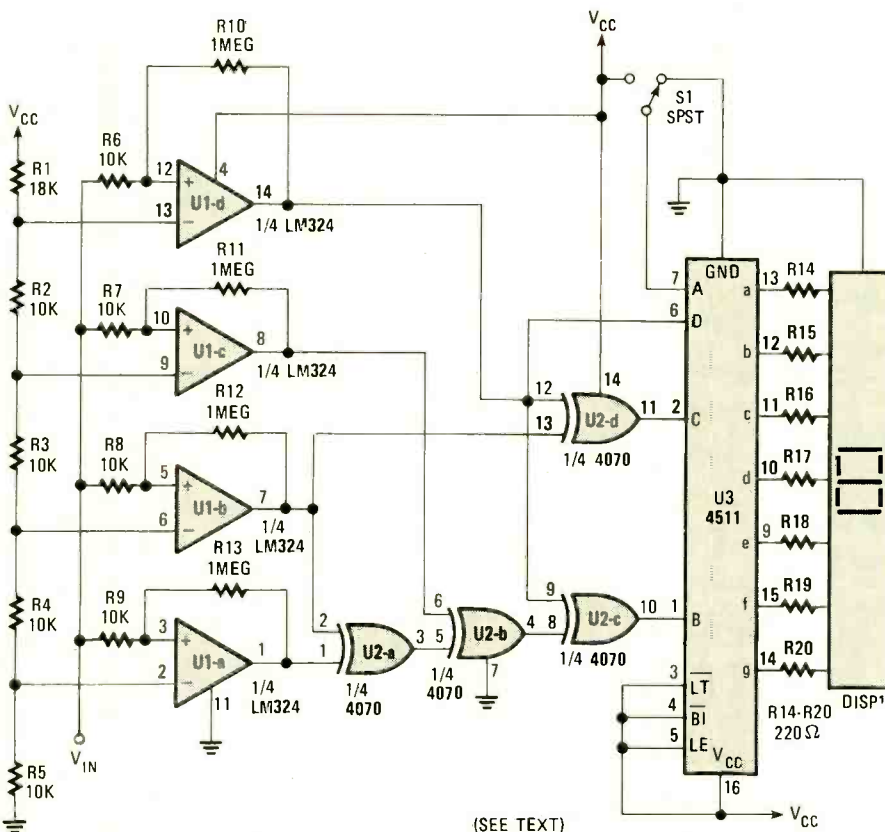 R10
1MEG
VCC
S1
SPST
VCC
R1
18K
R6
10K
12
+
4
U1-d
13
–
14
1/4 LM324
R11
1MEG
R2
10K
R7
10K
10
+
U1-c
9
–
8
1/4 LM324
R12
1MEG
R3
10K
R8
10K
5
+
U1-b
6
–
7
1/4
LM324
R13
1MEG
R4
10K
R9
10K
3
+
U1-a
2
–
1
11
1/4
LM324
R5
10K
VIN
2
1
U2-a
3
1/4
4070
6
5
U2-b
4
7
1/4
4070
12
13
U2-d
14
11
1/4 4070
9
8
U2-c
10
1/4 4070
GND
7
A
6
D
2
C
1
B
3
LT
4
BI
5
LE
VCC
16
VCC
U3
4511
a
13
R14
b
12
R15
c
11
R16
d
10
R17
e
9
R18
f
15
R19
g
14
R20
R14-R20
220Ω
DISP1
(SEE TEXT)